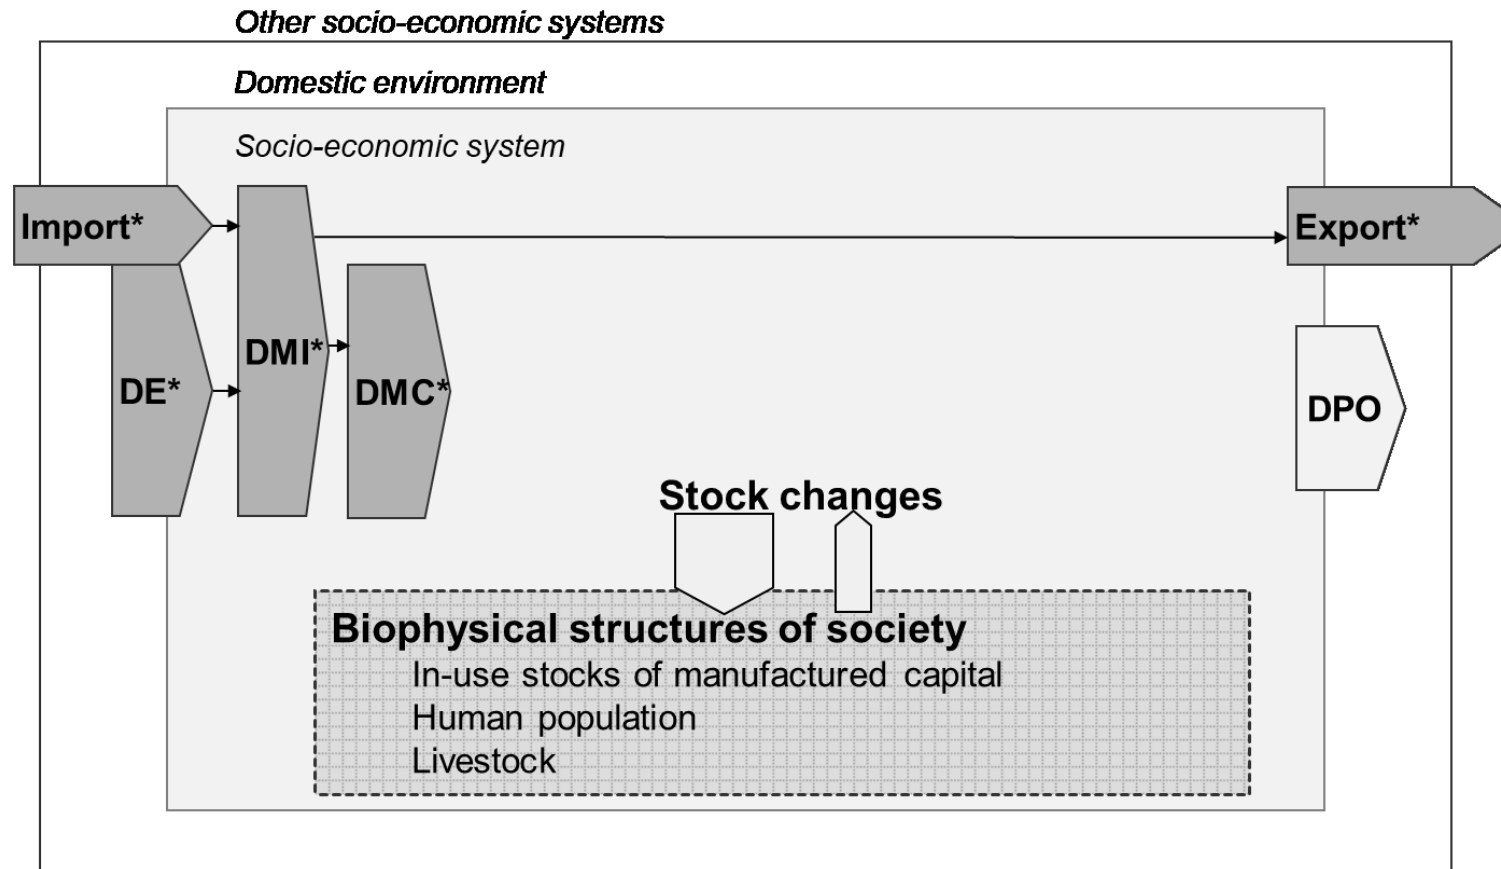 Other socio-economic systems
Domestic environment
Socio-economic system
Import*
Export*
DMI*
DE*
DMC*
DPO
Stock changes
Biophysical structures of society
In-use stocks of manufactured capital
Human population
Livestock